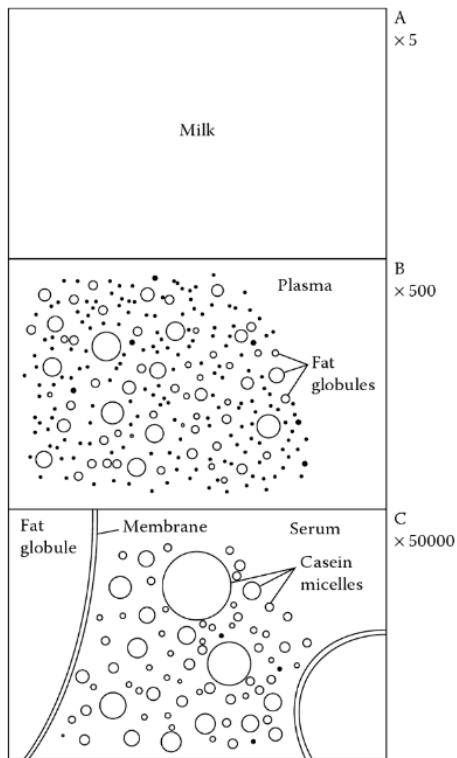 A
× 5
Milk
B
× 500
Plasma
Fat
globules
C
× 50000
Fat
globule
Membrane
Serum
Casein
micelles